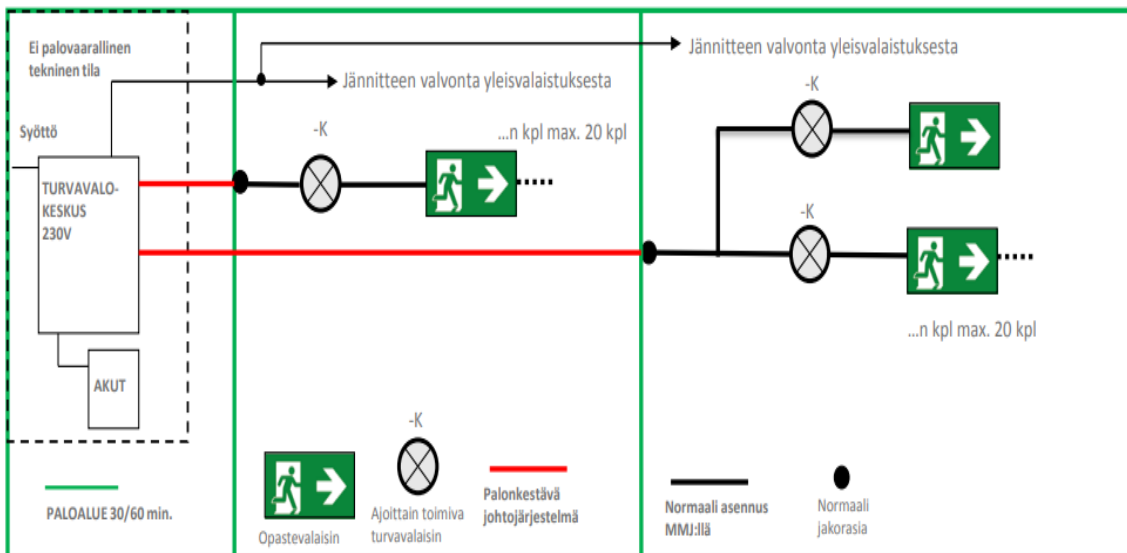 Ei palovaarallinen
tekninen tila
Jännitteen valvonta yleisvalaistuksesta
Jännitteen valvonta yleisvalaistuksesta
Syöttö
-K
...n kpl max. 20 kpl
-K
TURVAVALO-
KESKUS
230V
-K
...n kpl max. 20 kpl
AKUT
PALOALUE 30/60 min.
Opastevalaisin
-K
Ajoittain toimiva
turvavalaisin
Palonkestävä
johtojärjestelmä
Normaali asennus
MMJ:llä
Normaali
jakorasia